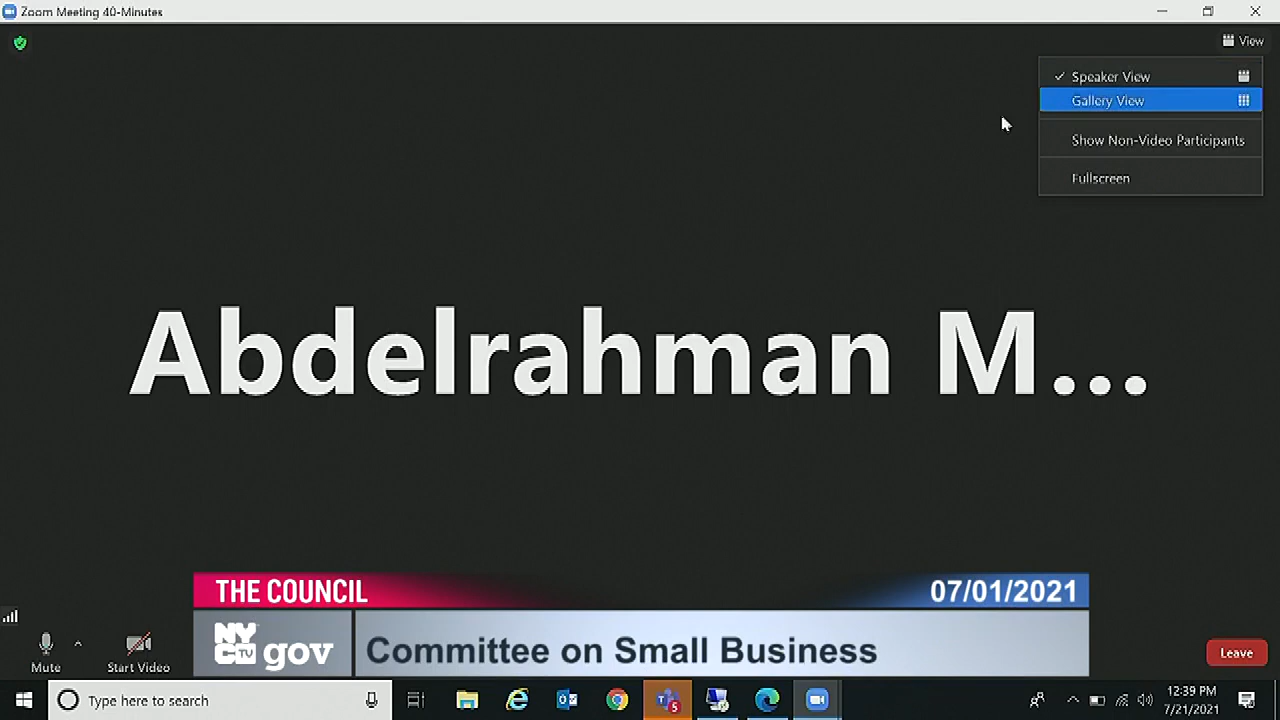 Zoom Meeting 40-Minutes
View
Speaker View
Gallery View
Show Non-Video Participants
Fullscreen
Abdelrahman M...
THE COUNCIL
07/01/2021
NYC TV gov
Committee on Small Business
Mute
Start Video
Leave
Type here to search
5
12:39 PM
7/21/2021